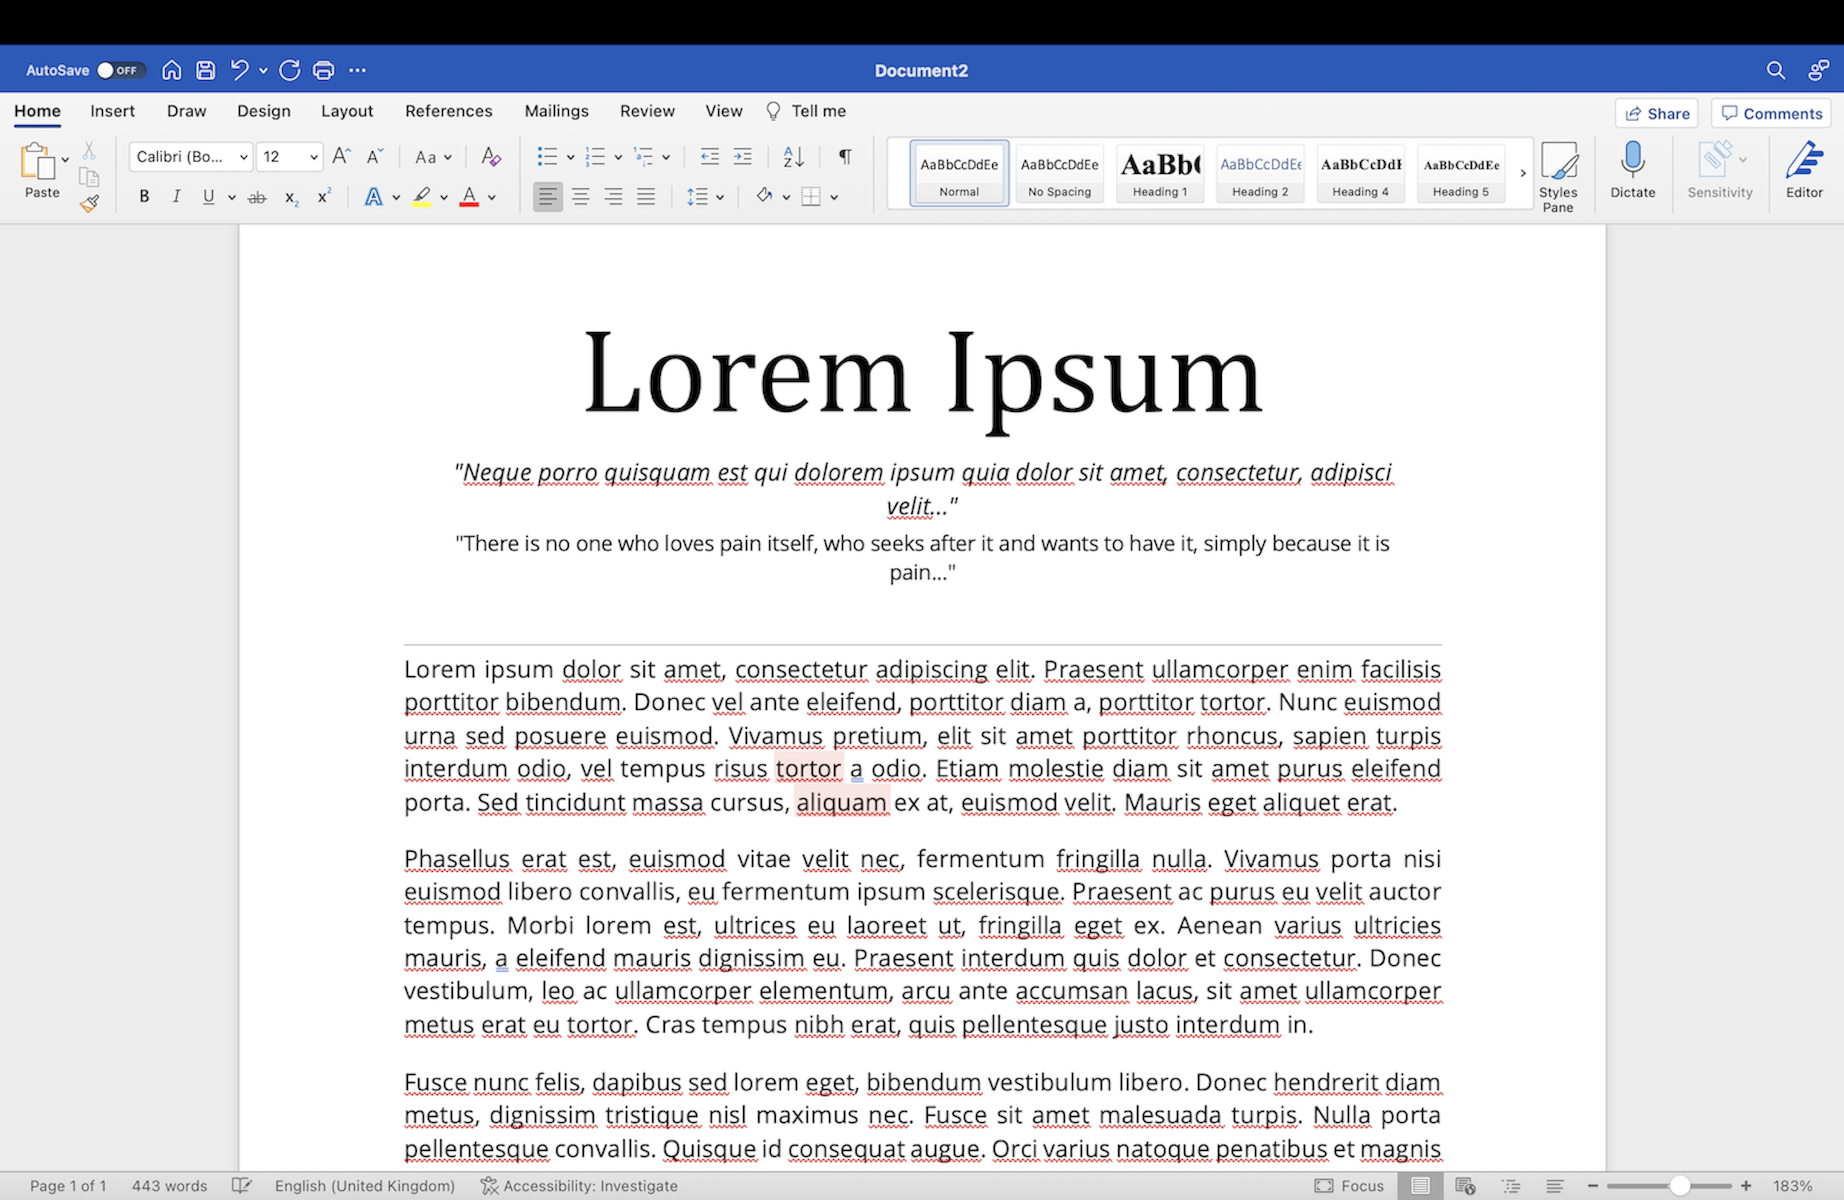 AutoSave OFF Document2
Home Insert Draw Design Layout References Mailings Review View Tell me Share Comments
Paste Calibri (Bo... 12 Aa
B I U ab x₂ x² A A
AaBbCcDdEe AaBbCcDdEe AaBb( AaBbCcDdEe AaBbCcDdE AaBbCcDdEe
Normal No Spacing Heading 1 Heading 2 Heading 4 Heading 5
Styles Pane Dictate Sensitivity Editor
Lorem Ipsum
"Neque porro quisquam est qui dolorem ipsum quia dolor sit amet, consectetur, adipisci
velit..."
"There is no one who loves pain itself, who seeks after it and wants to have it, simply because it is
pain..."
Lorem ipsum dolor sit amet, consectetur adipiscing elit. Praesent ullamcorper enim facilisis
porttitor bibendum. Donec vel ante eleifend, porttitor diam a, porttitor tortor. Nunc euismod
urna sed posuere euismod. Vivamus pretium, elit sit amet porttitor rhoncus, sapien turpis
interdum odio, vel tempus risus tortor a odio. Etiam molestie diam sit amet purus eleifend
porta. Sed tincidunt massa cursus, aliquam ex at, euismod velit. Mauris eget aliquet erat.
Phasellus erat est, euismod vitae velit nec, fermentum fringilla nulla. Vivamus porta nisi
euismod libero convallis, eu fermentum ipsum scelerisque. Praesent ac purus eu velit auctor
tempus. Morbi lorem est, ultrices eu laoreet ut, fringilla eget ex. Aenean varius ultricies
mauris, a eleifend mauris dignissim eu. Praesent interdum quis dolor et consectetur. Donec
vestibulum, leo ac ullamcorper elementum, arcu ante accumsan lacus, sit amet ullamcorper
metus erat eu tortor. Cras tempus nibh erat, quis pellentesque justo interdum in.
Fusce nunc felis, dapibus sed lorem eget, bibendum vestibulum libero. Donec hendrerit diam
metus, dignissim tristique nisl maximus nec. Fusce sit amet malesuada turpis. Nulla porta
pellentesque convallis. Quisque id consequat augue. Orci varius natoque penatibus et magnis
Page 1 of 1 443 words English (United Kingdom) Accessibility: Investigate Focus 183%